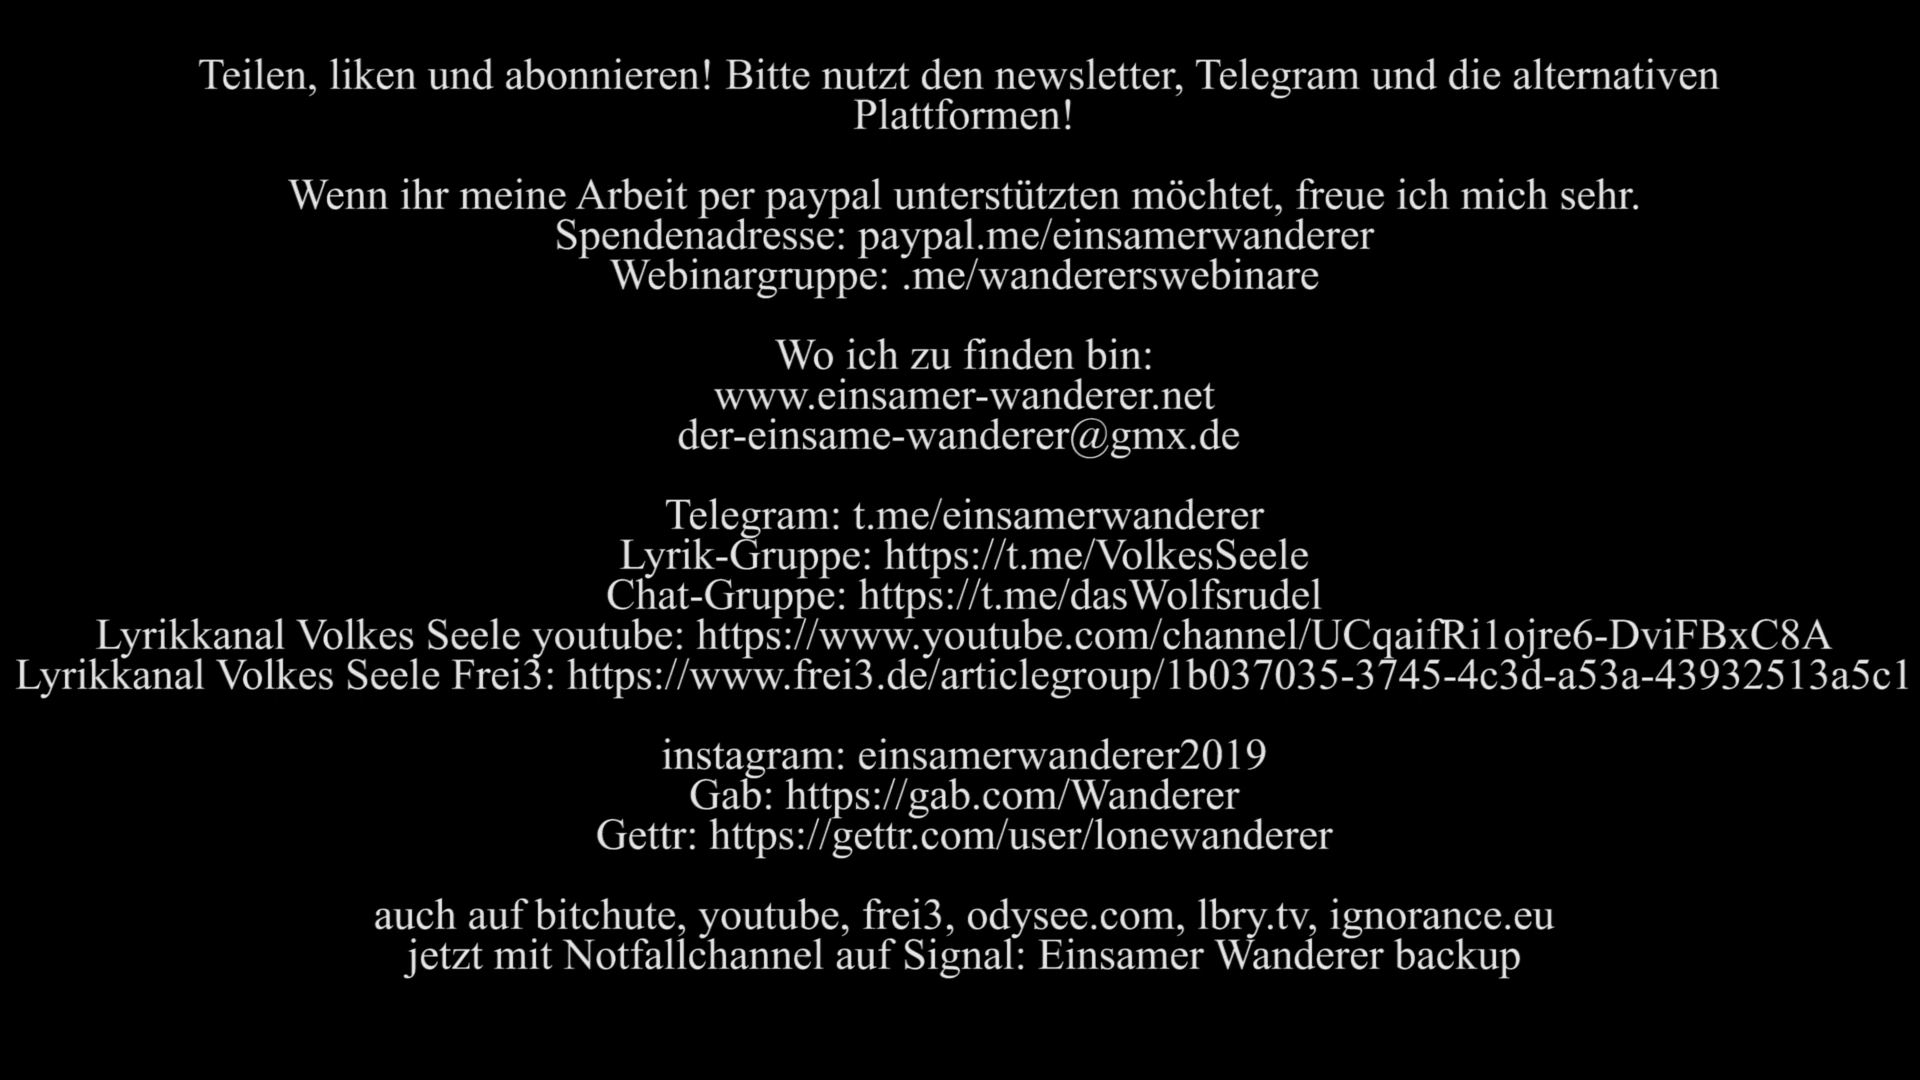 Teilen, liken und abonnieren! Bitte nutzt den newsletter, Telegram und die alternativen
Plattformen!
Wenn ihr meine Arbeit per paypal unterstützten möchtet, freue ich mich sehr.
Spendenadresse: paypal.me/einsamerwanderer
Webinargruppe: .me/wandererswebinare
Wo ich zu finden bin:
www.einsamer-wanderer.net
der-einsame-wanderer@gmx.de
Telegram: t.me/einsamerwanderer
Lyrik-Gruppe: https://t.me/VolkesSeele
Chat-Gruppe: https://t.me/dasWolfsrudel
Lyrikkanal Volkes Seele youtube: https://www.youtube.com/channel/UCqaifRi1ojre6-DviFBxC8A
Lyrikkanal Volkes Seele Frei3: https://www.frei3.de/articlegroup/1b037035-3745-4c3d-a53a-43932513a5c1
instagram: einsamerwanderer2019
Gab: https://gab.com/Wanderer
Gettr: https://gettr.com/user/lonewanderer
auch auf bitchute, youtube, frei3, odysee.com, lbry.tv, ignorance.eu
jetzt mit Notfallchannel auf Signal: Einsamer Wanderer backup